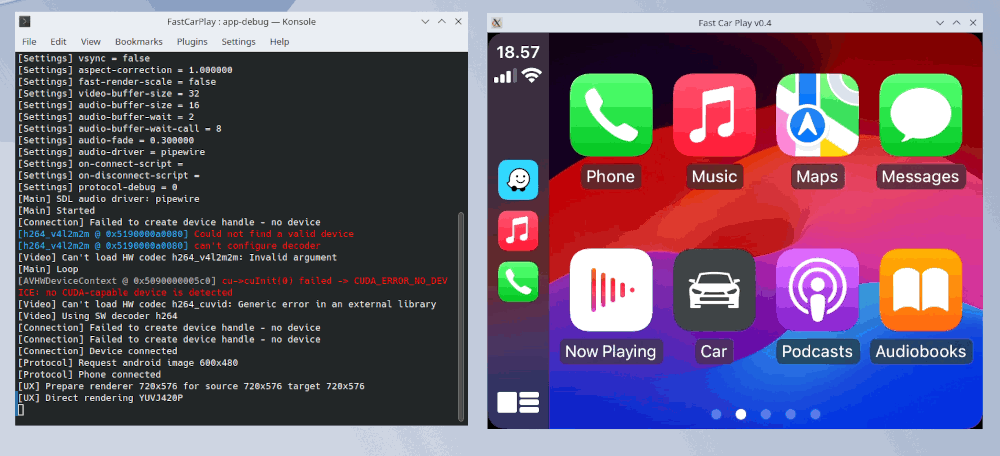 FastCarPlay : app-debug — Konsole
File Edit View Bookmarks Plugins Settings Help
[Settings] vsync = false
[Settings] aspect-correction = 1.000000
[Settings] fast-render-scale = false
[Settings] video-buffer-size = 32
[Settings] audio-buffer-size = 16
[Settings] audio-buffer-wait = 2
[Settings] audio-buffer-wait-call = 8
[Settings] audio-fade = 0.300000
[Settings] audio-driver = pipewire
[Settings] on-connect-script =
[Settings] on-disconnect-script =
[Settings] protocol-debug = 0
[Main] SDL audio driver: pipewire
[Main] Started
[Connection] Failed to create device handle - no device
[h264_v4l2m2m @ 0x5190000a0080] Could not find a valid device
[h264_v4l2m2m @ 0x5190000a0080] can't configure decoder
[Video] Can't load HW codec h264_v4l2m2m: Invalid argument
[Main] Loop
[AVHWDeviceContext @ 0x5090000005c0] cu->cuInit(0) failed -> CUDA_ERROR_NO_DEV
ICE: no CUDA-capable device is detected
[Video] Can't load HW codec h264_cuvid: Generic error in an external library
[Video] Using SW decoder h264
[Connection] Failed to create device handle - no device
[Connection] Failed to create device handle - no device
[Connection] Device connected
[Protocol] Request android image 600x480
[Protocol] Phone connected
[UX] Prepare renderer 720x576 for source 720x576 target 720x576
[UX] Direct rendering YUVJ420P
Fast Car Play v0.4
18.57
Phone Music Maps Messages
Now Playing Car Podcasts Audiobooks